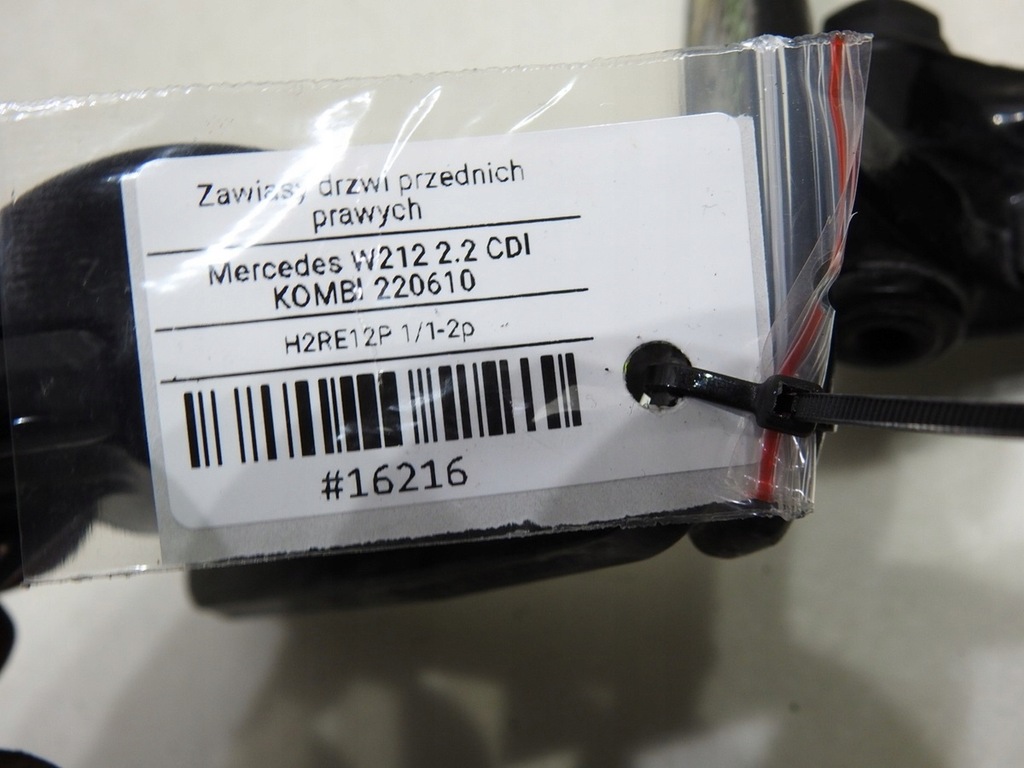 Zawiasy drzwi przednich
prawych
Mercedes W212 2.2 CDI
KOMBI 220610
H2RE12P 1/1-2p
#16216